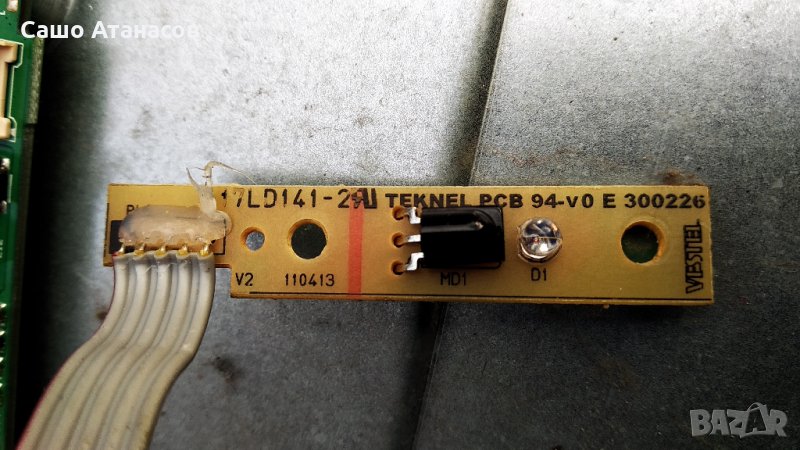 Сашо Атанасов
17LD141-2 TEKNEL PCB 94-v0 E 300226
V2 110413 MD1 D1
VESTEL
BAZAR